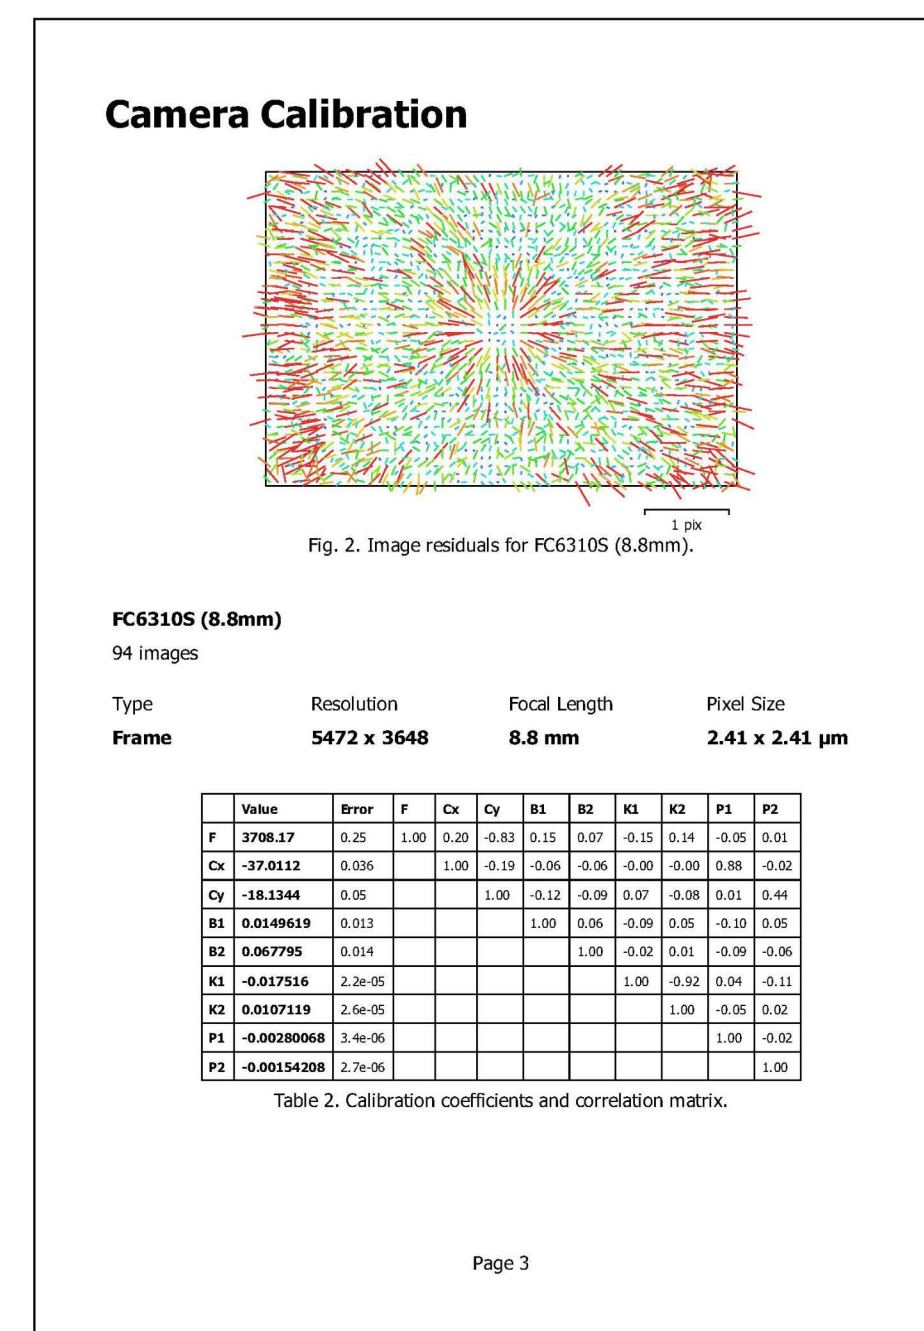 Camera Calibration
1 pix
Fig. 2. Image residuals for FC6310S (8.8mm).
FC6310S (8.8mm)
94 images
Type Resolution Focal Length Pixel Size
Frame 5472 x 3648 8.8 mm 2.41 x 2.41 μm
Value Error F Cx Cy B1 B2 K1 K2 P1 P2
F 3708.17 0.25 1.00 0.20 -0.83 0.15 0.07 -0.15 0.14 -0.05 0.01
Cx -37.0112 0.036 1.00 -0.19 -0.06 -0.06 -0.00 -0.00 0.88 -0.02
Cy -18.1344 0.05 1.00 -0.12 -0.09 0.07 -0.08 0.01 0.44
B1 0.0149619 0.013 1.00 0.06 -0.09 0.05 -0.10 0.05
B2 0.067795 0.014 1.00 -0.02 0.01 -0.09 -0.06
K1 -0.017516 2.2e-05 1.00 -0.92 0.04 -0.11
K2 0.0107119 2.6e-05 1.00 -0.05 0.02
P1 -0.00280068 3.4e-06 1.00 -0.02
P2 -0.00154208 2.7e-06 1.00
Table 2. Calibration coefficients and correlation matrix.
Page 3